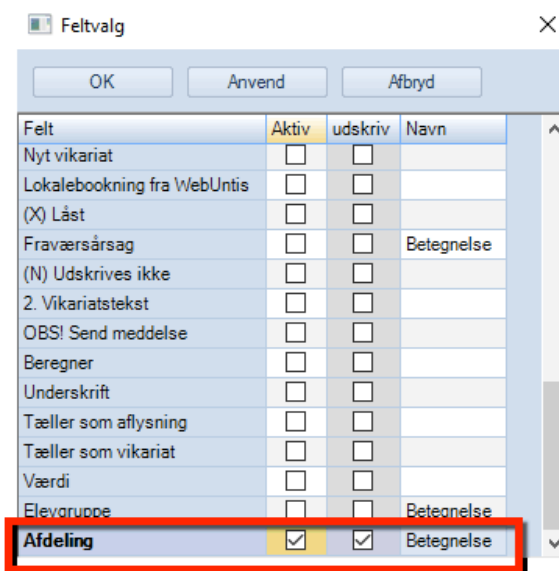 Feltvalg
OK Anvend Afbryd
Felt Aktiv udskriv Navn
Nyt vikariat
Lokalebookning fra WebUntis
(X) Låst
Fraværsårsag Betegnelse
(N) Udskrives ikke
2. Vikariatstekst
OBS! Send meddelse
Beregner
Underskrift
Tæller som aflysning
Tæller som vikariat
Værdi
Elevgruppe Betegnelse
Afdeling Betegnelse